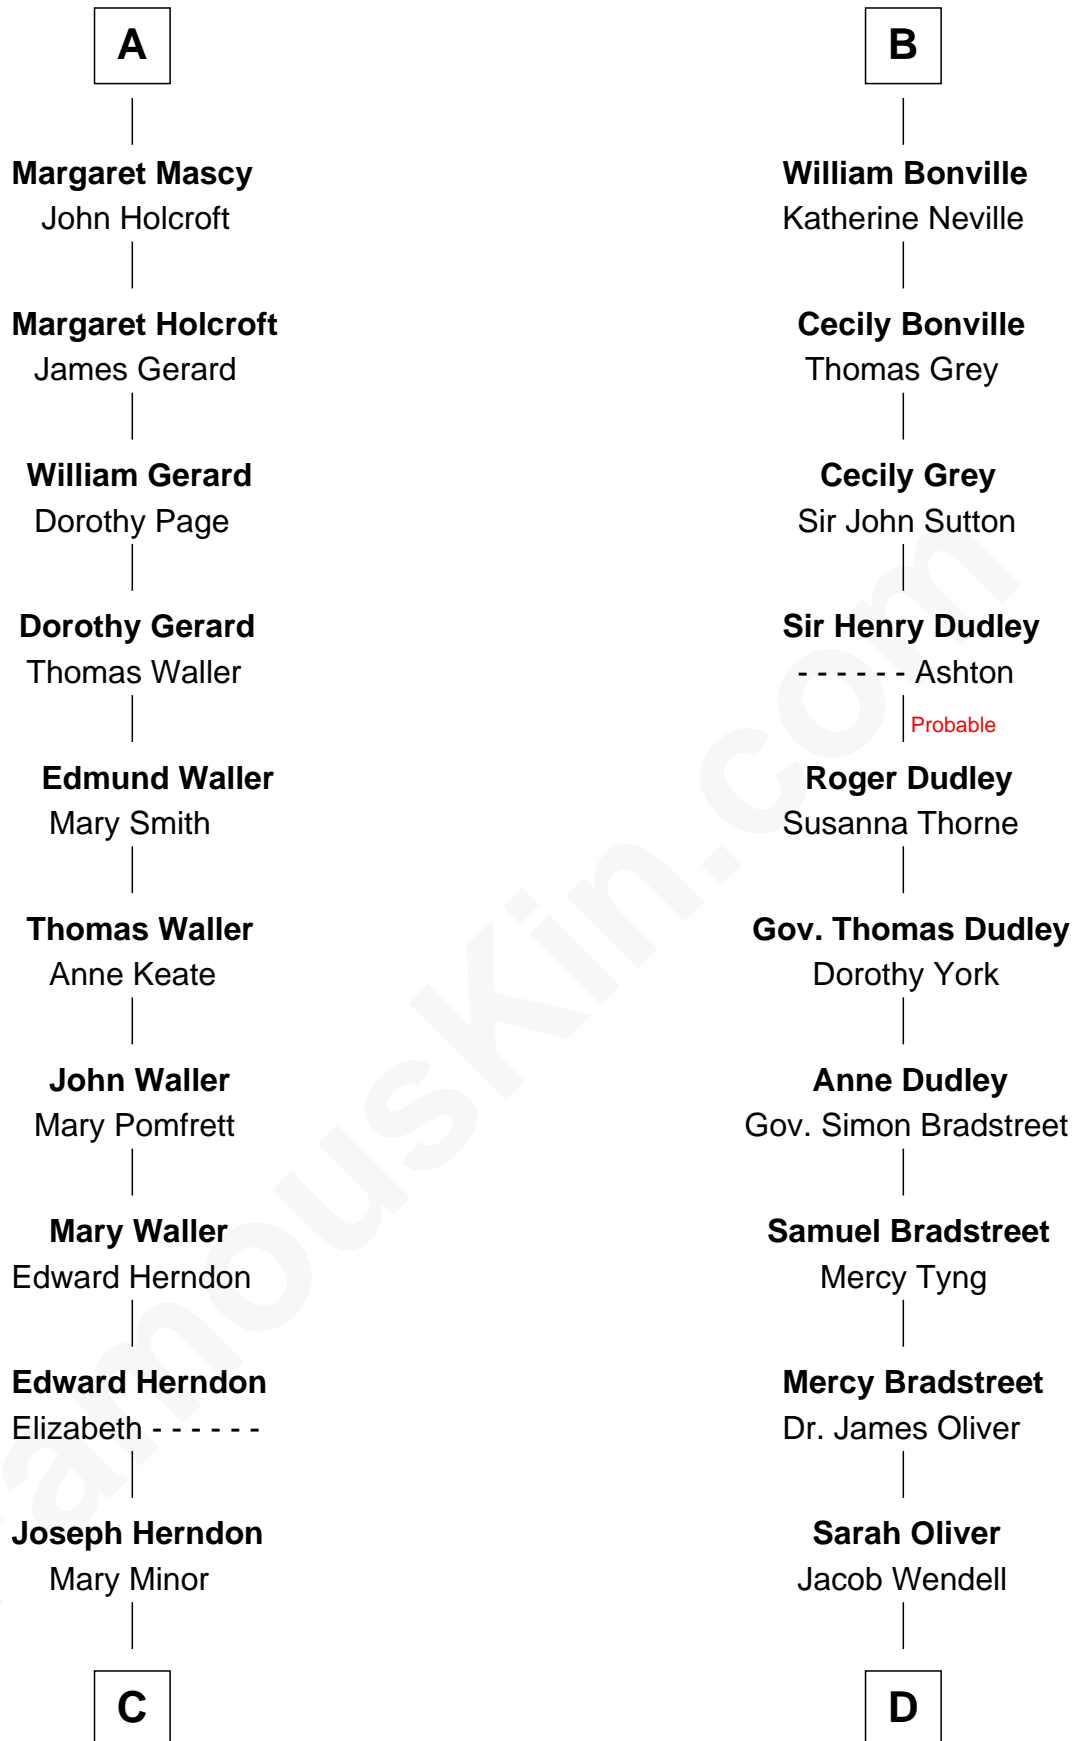 A
Margaret Mascy
John Holcroft
Margaret Holcroft
James Gerard
William Gerard
Dorothy Page
Dorothy Gerard
Thomas Waller
Edmund Waller
Mary Smith
Thomas Waller
Anne Keate
John Waller
Mary Pomfrett
Mary Waller
Edward Herndon
Edward Herndon
Elizabeth - - - - - -
Joseph Herndon
Mary Minor
C
B
William Bonville
Katherine Neville
Cecily Bonville
Thomas Grey
Cecily Grey
Sir John Sutton
Sir Henry Dudley
- - - - - - Ashton
Probable
Roger Dudley
Susanna Thorne
Gov. Thomas Dudley
Dorothy York
Anne Dudley
Gov. Simon Bradstreet
Samuel Bradstreet
Mercy Tyng
Mercy Bradstreet
Dr. James Oliver
Sarah Oliver
Jacob Wendell
D
FamousKin.com